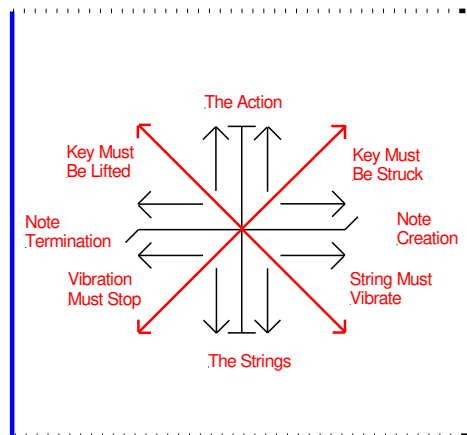 The Action
Key Must
Be Lifted
Key Must
Be Struck
Note
Termination
Note
Creation
Vibration
Must Stop
String Must
Vibrate
The Strings